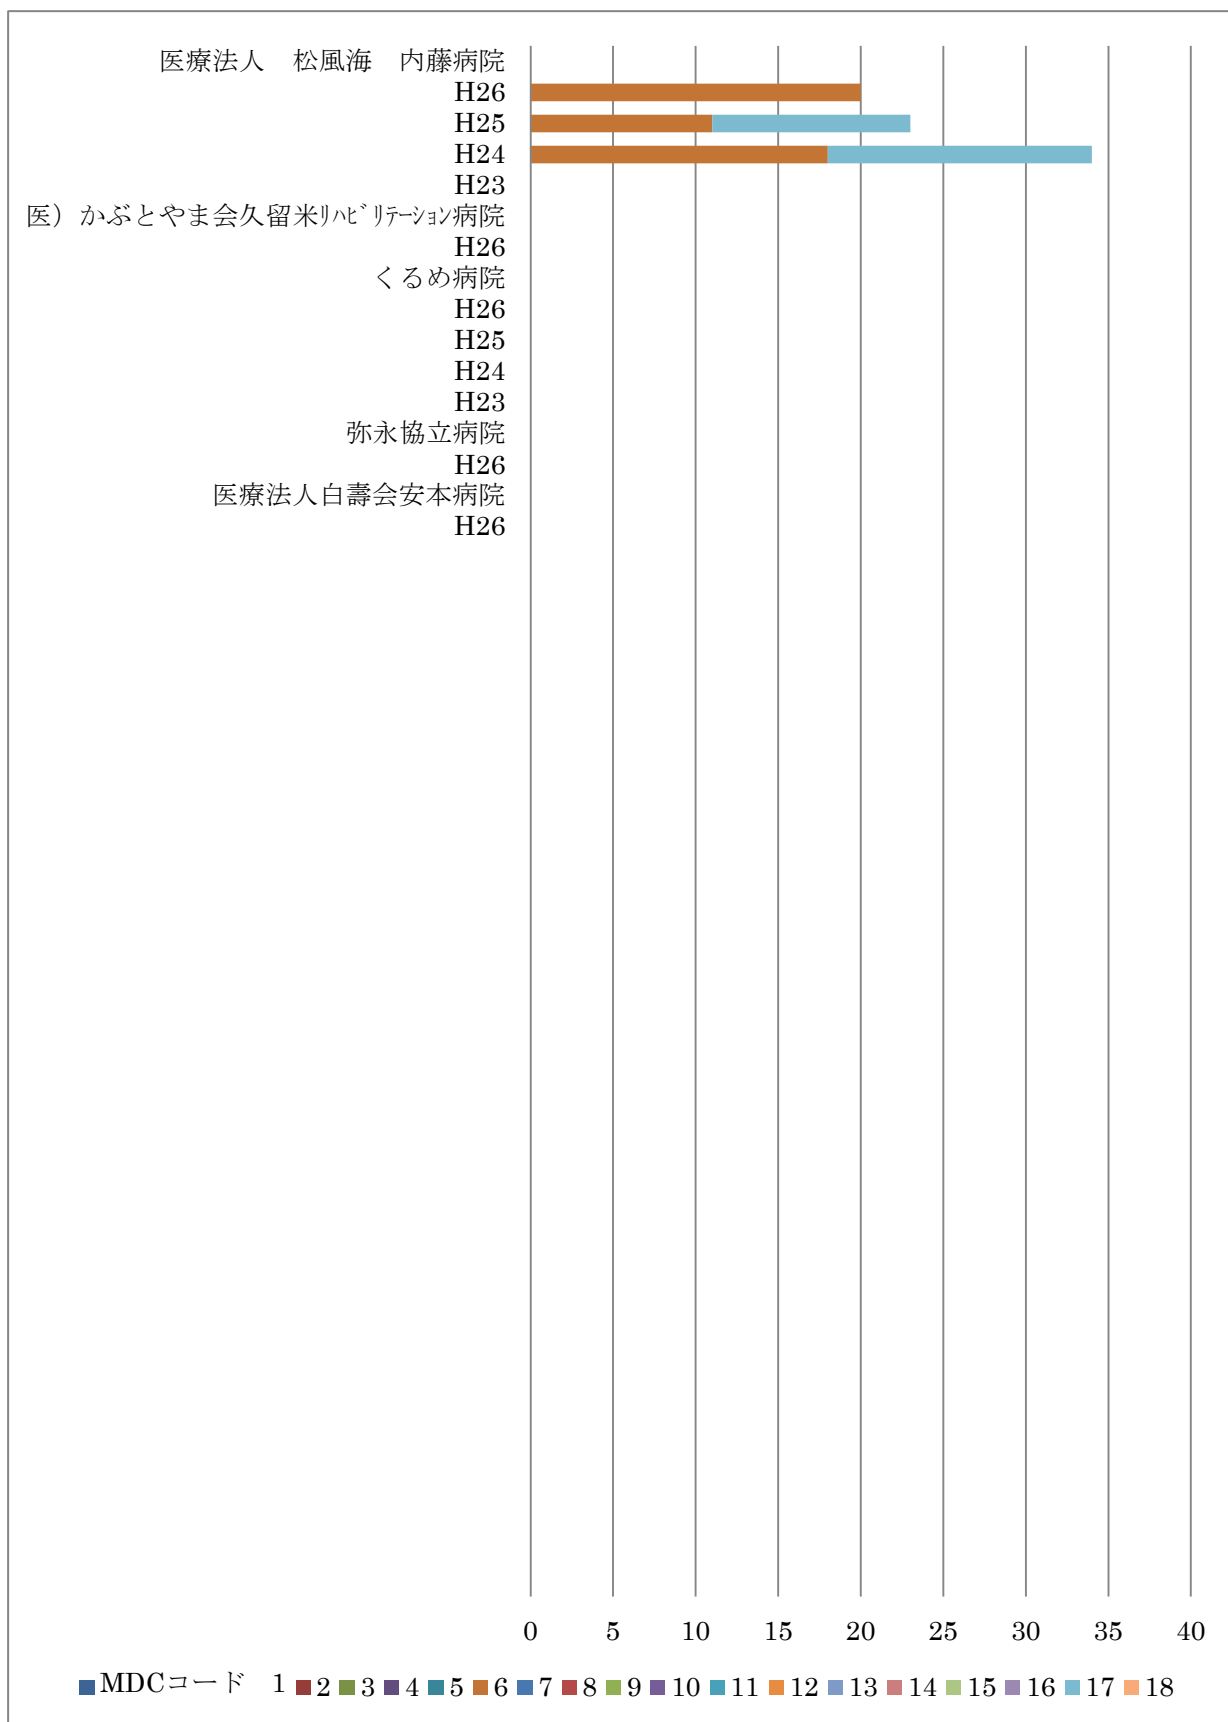 医療法人　松風海　内藤病院
H26
H25
H24
H23
医）かぶとやま会久留米ﾘﾊﾋﾞﾘﾃｰｼｮﾝ病院
H26
くるめ病院
H26
H25
H24
H23
弥永協立病院
H26
医療法人白壽会安本病院
H26
0 5 10 15 20 25 30 35 40
MDCコード　1 2 3 4 5 6 7 8 9 10 11 12 13 14 15 16 17 18